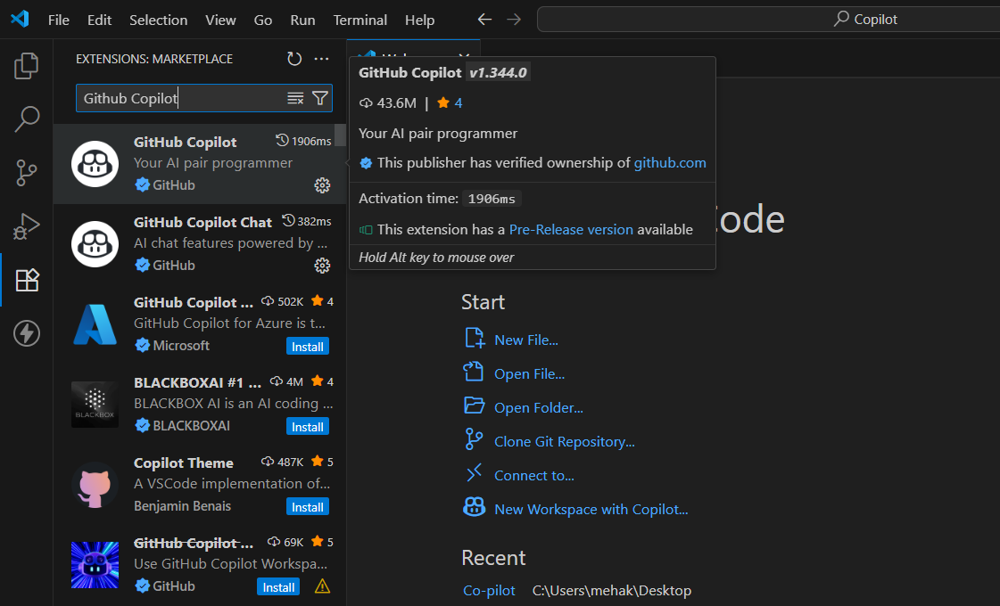 File Edit Selection View Go Run Terminal Help
Copilot
EXTENSIONS: MARKETPLACE
Github Copilot
GitHub Copilot 1906ms
Your AI pair programmer
GitHub
GitHub Copilot Chat 382ms
AI chat features powered by ...
GitHub
GitHub Copilot ... 502K 4
GitHub Copilot for Azure is t...
Microsoft Install
BLACKBOX
BLACKBOXAI #1 ... 4M 4
BLACKBOX AI is an AI coding ...
BLACKBOXAI Install
Copilot Theme 487K 5
A VSCode implementation of...
Benjamin Benais Install
GitHub Copilot ... 69K 5
Use GitHub Copilot Workspa...
GitHub Install
GitHub Copilot v1.344.0
43.6M | 4
Your AI pair programmer
This publisher has verified ownership of github.com
Activation time: 1906ms
This extension has a Pre-Release version available
Hold Alt key to mouse over
Code
Start
New File...
Open File...
Open Folder...
Clone Git Repository...
Connect to...
New Workspace with Copilot...
Recent
Co-pilot C:\Users\mehak\Desktop